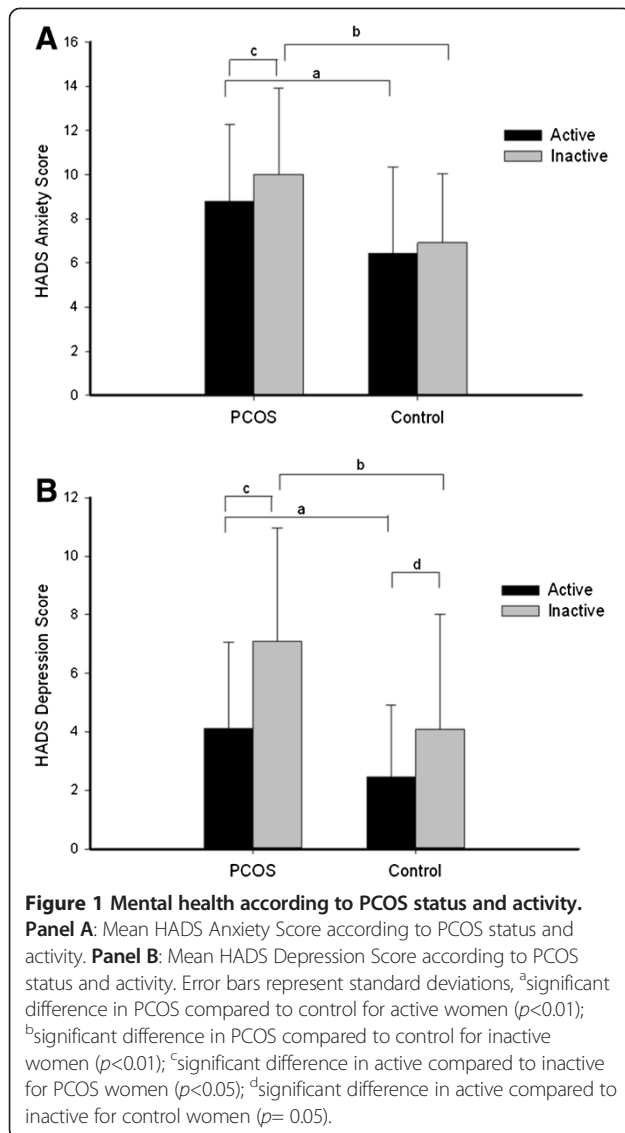 A
16
14
12
10
8
6
4
2
0
HADS Anxiety Score
c
b
a
Active
Inactive
PCOS
Control
B
12
10
8
6
4
2
0
HADS Depression Score
c
b
a
d
Active
Inactive
PCOS
Control
Figure 1 Mental health according to PCOS status and activity.
Panel A: Mean HADS Anxiety Score according to PCOS status and
activity. Panel B: Mean HADS Depression Score according to PCOS
status and activity. Error bars represent standard deviations, ᵃsignificant
difference in PCOS compared to control for active women (p<0.01);
ᵇsignificant difference in PCOS compared to control for inactive
women (p<0.01); ᶜsignificant difference in active compared to inactive
for PCOS women (p<0.05); ᵈsignificant difference in active compared to
inactive for control women (p= 0.05).